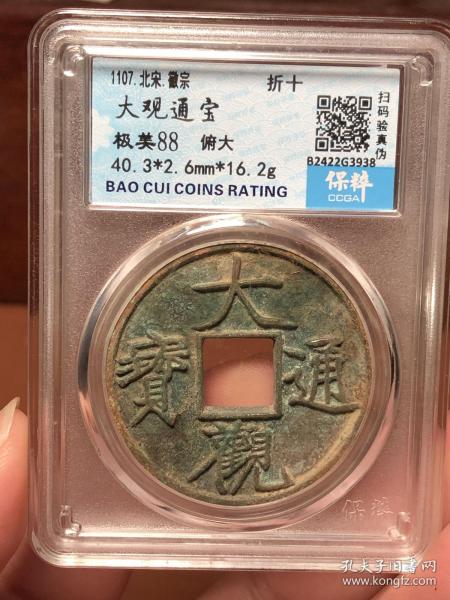 1107.北宋.徽宗 折十
大观通宝
极美88 俯大
40.3*2.6mm*16.2g
BAO CUI COINS RATING
扫码验真伪
B2422G3938
保粹
CCGA
大
寶 通
觀
保粹
孔夫子旧书网
www.kongfz.com